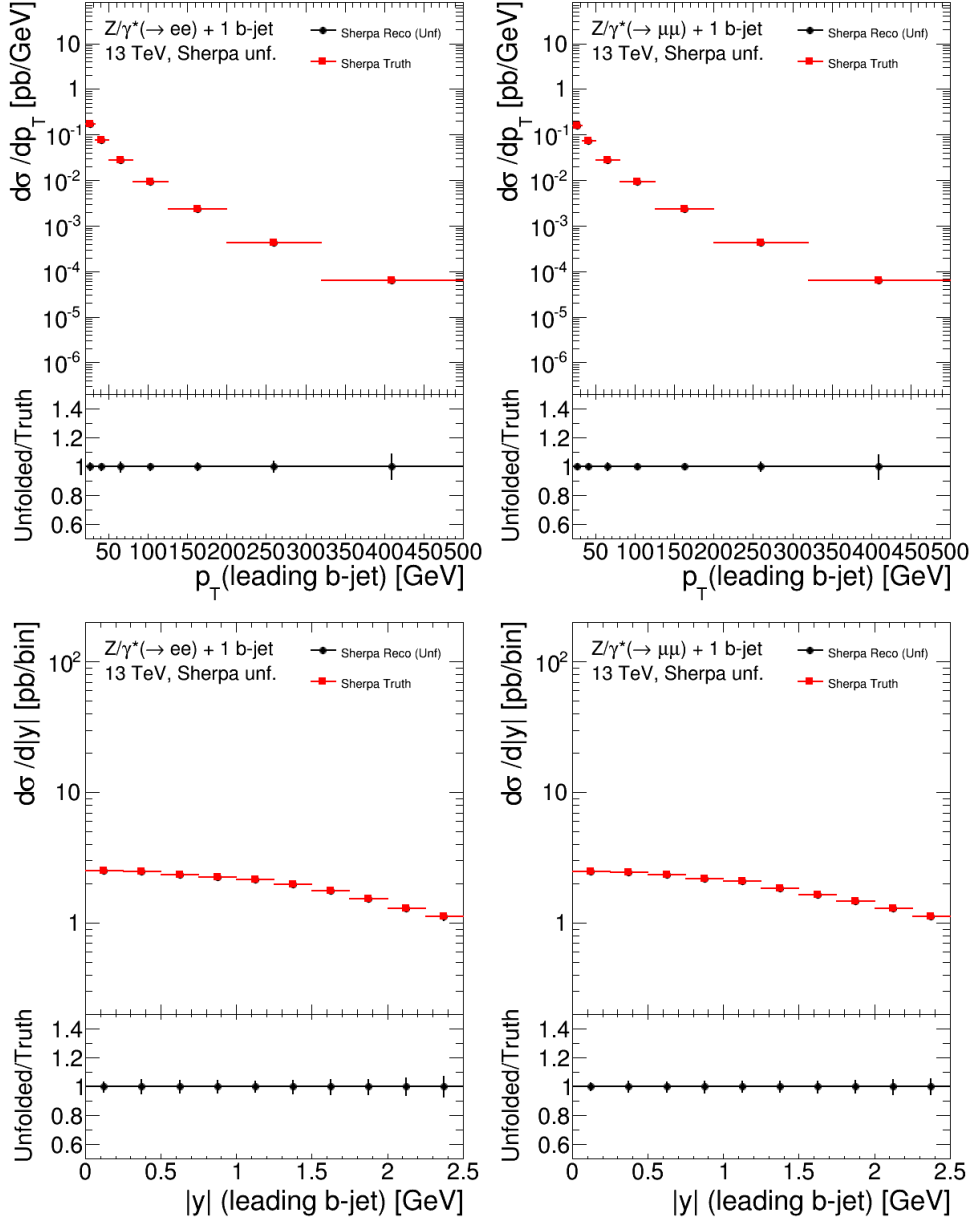 Z/γ*(→ ee) + 1 b-jet
13 TeV, Sherpa unf.
Sherpa Reco (Unf)
Sherpa Truth
dσ/dp_T [pb/GeV]
10
1
10^-1
10^-2
10^-3
10^-4
10^-5
10^-6
Unfolded/Truth
1.4
1.2
1
0.8
0.6
50 100 150 200 250 300 350 400 450 500
p_T(leading b-jet) [GeV]
Z/γ*(→ μμ) + 1 b-jet
13 TeV, Sherpa unf.
Sherpa Reco (Unf)
Sherpa Truth
dσ/dp_T [pb/GeV]
10
1
10^-1
10^-2
10^-3
10^-4
10^-5
10^-6
Unfolded/Truth
1.4
1.2
1
0.8
0.6
50 100 150 200 250 300 350 400 450 500
p_T(leading b-jet) [GeV]
Z/γ*(→ ee) + 1 b-jet
13 TeV, Sherpa unf.
Sherpa Reco (Unf)
Sherpa Truth
dσ/d|y| [pb/bin]
10^2
10
1
Unfolded/Truth
1.4
1.2
1
0.8
0.6
0 0.5 1 1.5 2 2.5
|y| (leading b-jet) [GeV]
Z/γ*(→ μμ) + 1 b-jet
13 TeV, Sherpa unf.
Sherpa Reco (Unf)
Sherpa Truth
dσ/d|y| [pb/bin]
10^2
10
1
Unfolded/Truth
1.4
1.2
1
0.8
0.6
0 0.5 1 1.5 2 2.5
|y| (leading b-jet) [GeV]